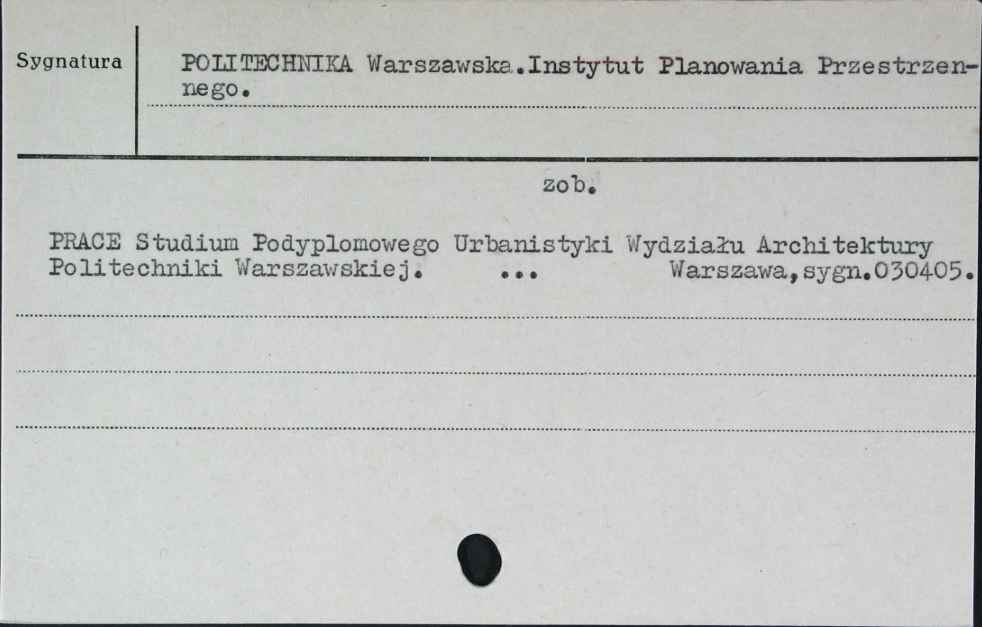 Sygnatura
POLITECHNIKA Warszawska.Instytut Planowania Przestrzen-
nego.
zob.
PRACE Studium Podyplomowego Urbanistyki Wydziału Architektury
Politechniki Warszawskiej. ... Warszawa,sygn.030405.